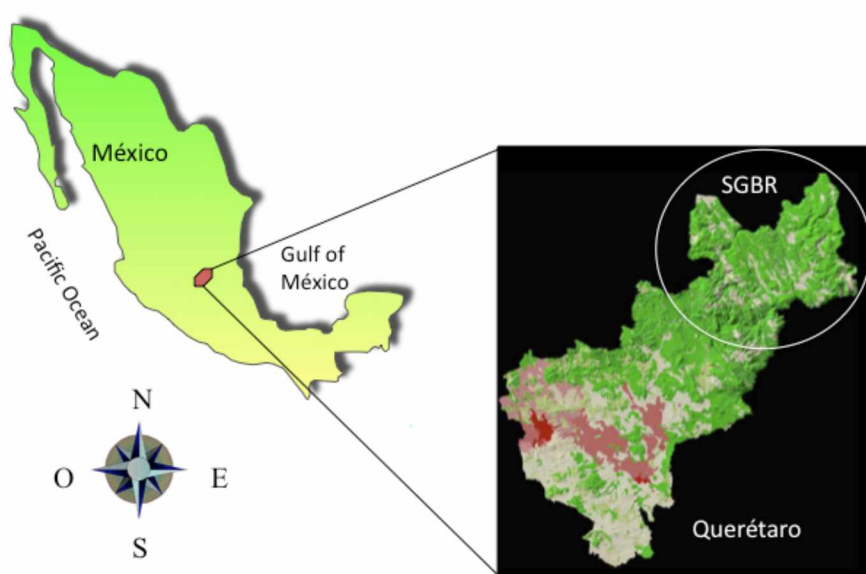 México
Pacific Ocean
Gulf of
México
N
O
E
S
SGBR
Querétaro